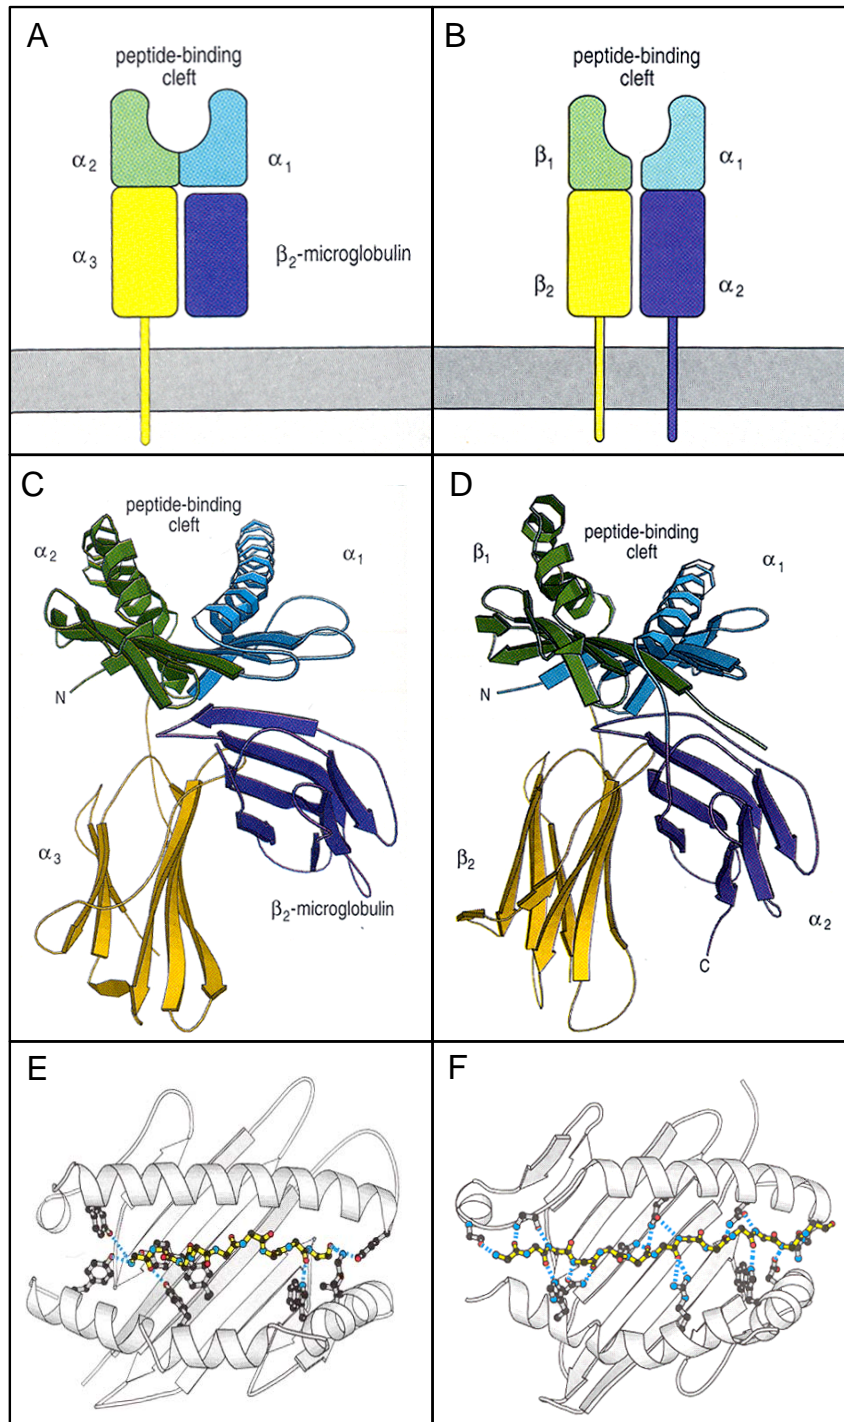 A
peptide-binding
cleft
α2
α1
α3
β2-microglobulin
B
peptide-binding
cleft
β1
α1
β2
α2
C
peptide-binding
cleft
α2
α1
N
α3
β2-microglobulin
D
peptide-binding
cleft
β1
α1
N
β2
α2
C
E
F